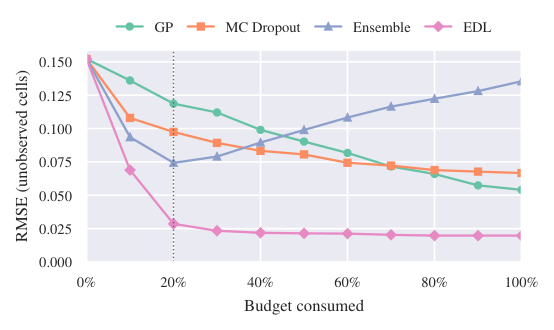 GP MC Dropout Ensemble EDL
RMSE (unobserved cells)
0.150
0.125
0.100
0.075
0.050
0.025
0.000
0% 20% 40% 60% 80% 100%
Budget consumed